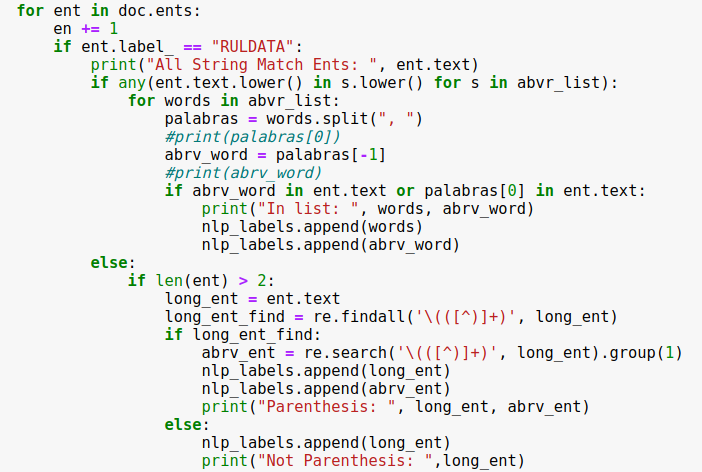 for ent in doc.ents:
    en += 1
    if ent.label_ == "RULDATA":
        print("All String Match Ents: ", ent.text)
        if any(ent.text.lower() in s.lower() for s in abvr_list):
            for words in abvr_list:
                palabras = words.split(", ")
                #print(palabras[0])
                abrv_word = palabras[-1]
                #print(abrv_word)
                if abrv_word in ent.text or palabras[0] in ent.text:
                    print("In list: ", words, abrv_word)
                    nlp_labels.append(words)
                    nlp_labels.append(abrv_word)
        else:
            if len(ent) > 2:
                long_ent = ent.text
                long_ent_find = re.findall('\(([^)]+)', long_ent)
                if long_ent_find:
                    abrv_ent = re.search('\(([^)]+)', long_ent).group(1)
                    nlp_labels.append(long_ent)
                    nlp_labels.append(abrv_ent)
                    print("Parenthesis: ", long_ent, abrv_ent)
                else:
                    nlp_labels.append(long_ent)
                    print("Not Parenthesis: ",long_ent)